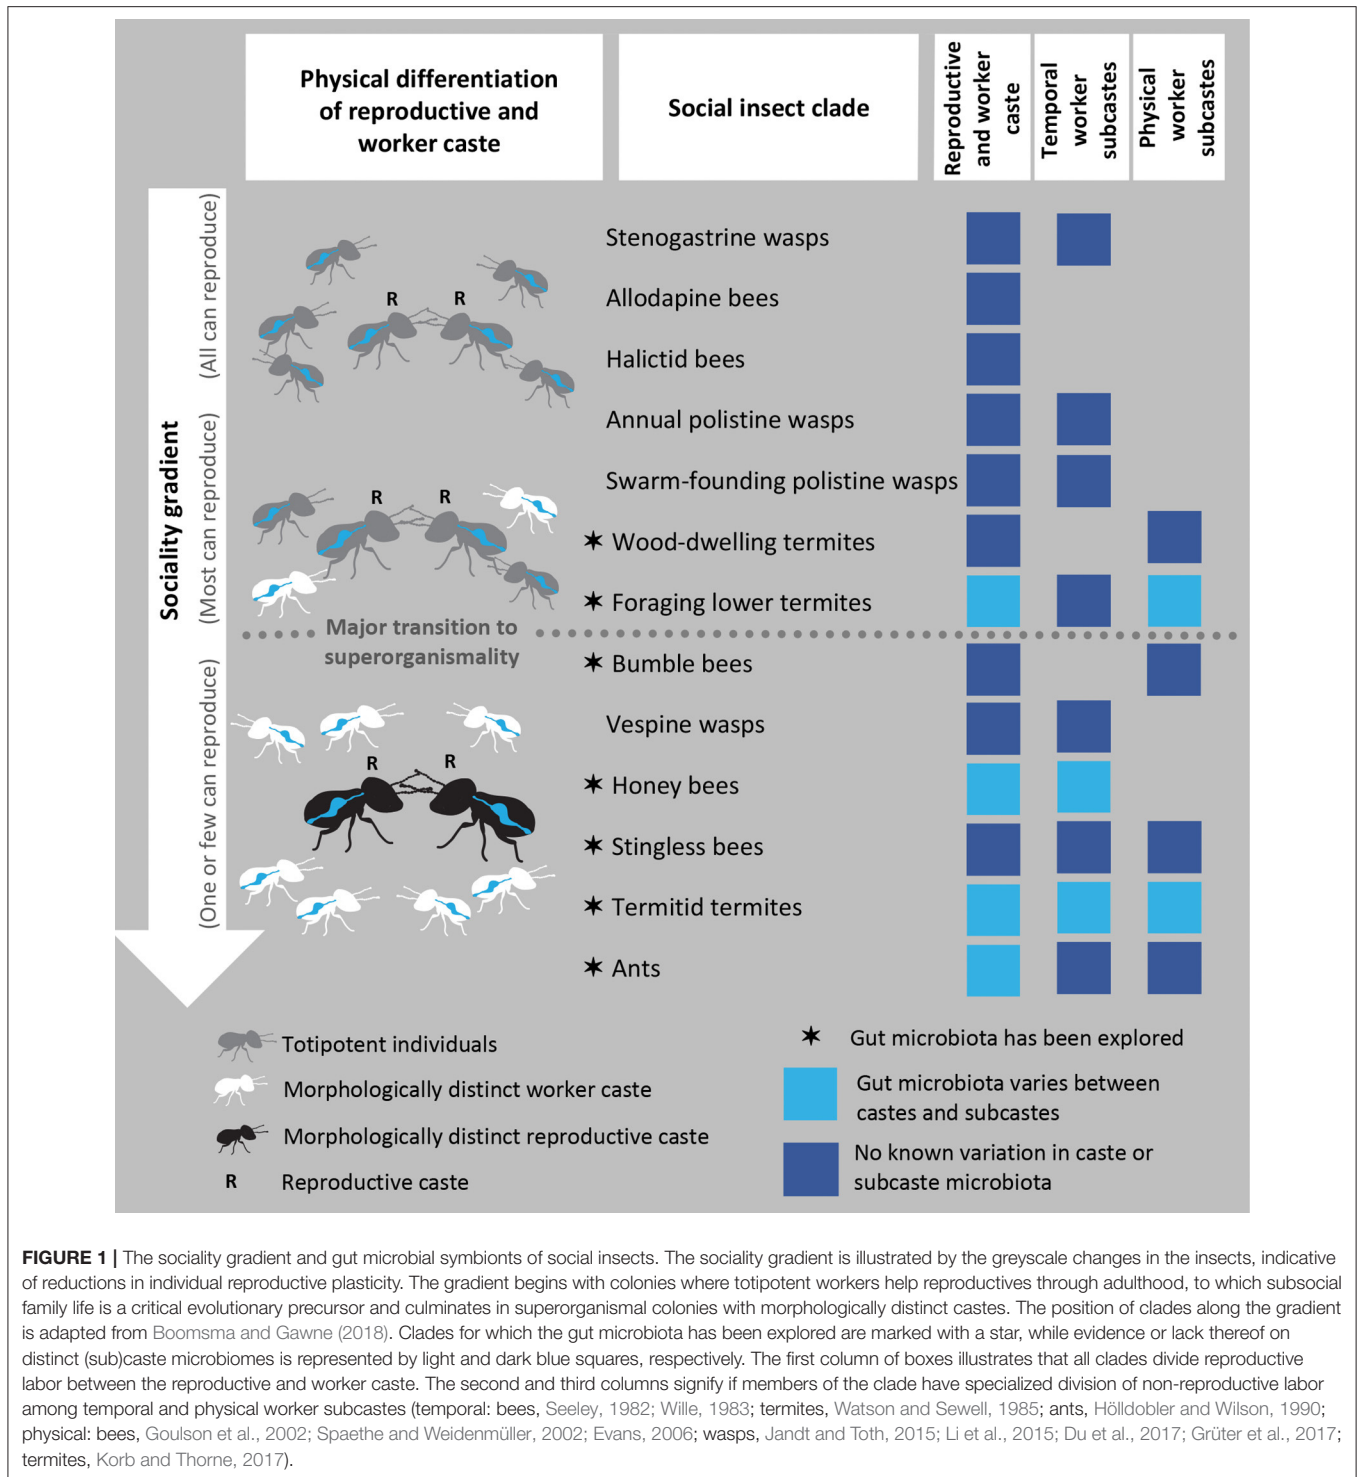 Physical differentiation
of reproductive and
worker caste
Social insect clade
Reproductive
and worker
caste
Temporal
worker
subcastes
Physical
worker
subcastes
Sociality gradient
(All can reproduce)
(Most can reproduce)
(One or few can reproduce)
R R
R R
Major transition to
superorganismality
R R
Stenogastrine wasps
Allodapine bees
Halictid bees
Annual polistine wasps
Swarm-founding polistine wasps
★ Wood-dwelling termites
★ Foraging lower termites
★ Bumble bees
Vespine wasps
★ Honey bees
★ Stingless bees
★ Termitid termites
★ Ants
Totipotent individuals
Morphologically distinct worker caste
Morphologically distinct reproductive caste
R Reproductive caste
★ Gut microbiota has been explored
Gut microbiota varies between
castes and subcastes
No known variation in caste or
subcaste microbiota
FIGURE 1 | The sociality gradient and gut microbial symbionts of social insects. The sociality gradient is illustrated by the greyscale changes in the insects, indicative
of reductions in individual reproductive plasticity. The gradient begins with colonies where totipotent workers help reproductives through adulthood, to which subsocial
family life is a critical evolutionary precursor and culminates in superorganismal colonies with morphologically distinct castes. The position of clades along the gradient
is adapted from Boomsma and Gawne (2018). Clades for which the gut microbiota has been explored are marked with a star, while evidence or lack thereof on
distinct (sub)caste microbiomes is represented by light and dark blue squares, respectively. The first column of boxes illustrates that all clades divide reproductive
labor between the reproductive and worker caste. The second and third columns signify if members of the clade have specialized division of non-reproductive labor
among temporal and physical worker subcastes (temporal: bees, Seeley, 1982; Wille, 1983; termites, Watson and Sewell, 1985; ants, Hölldobler and Wilson, 1990;
physical: bees, Goulson et al., 2002; Spaethe and Weidenmüller, 2002; Evans, 2006; wasps, Jandt and Toth, 2015; Li et al., 2015; Du et al., 2017; Grüter et al., 2017;
termites, Korb and Thorne, 2017).